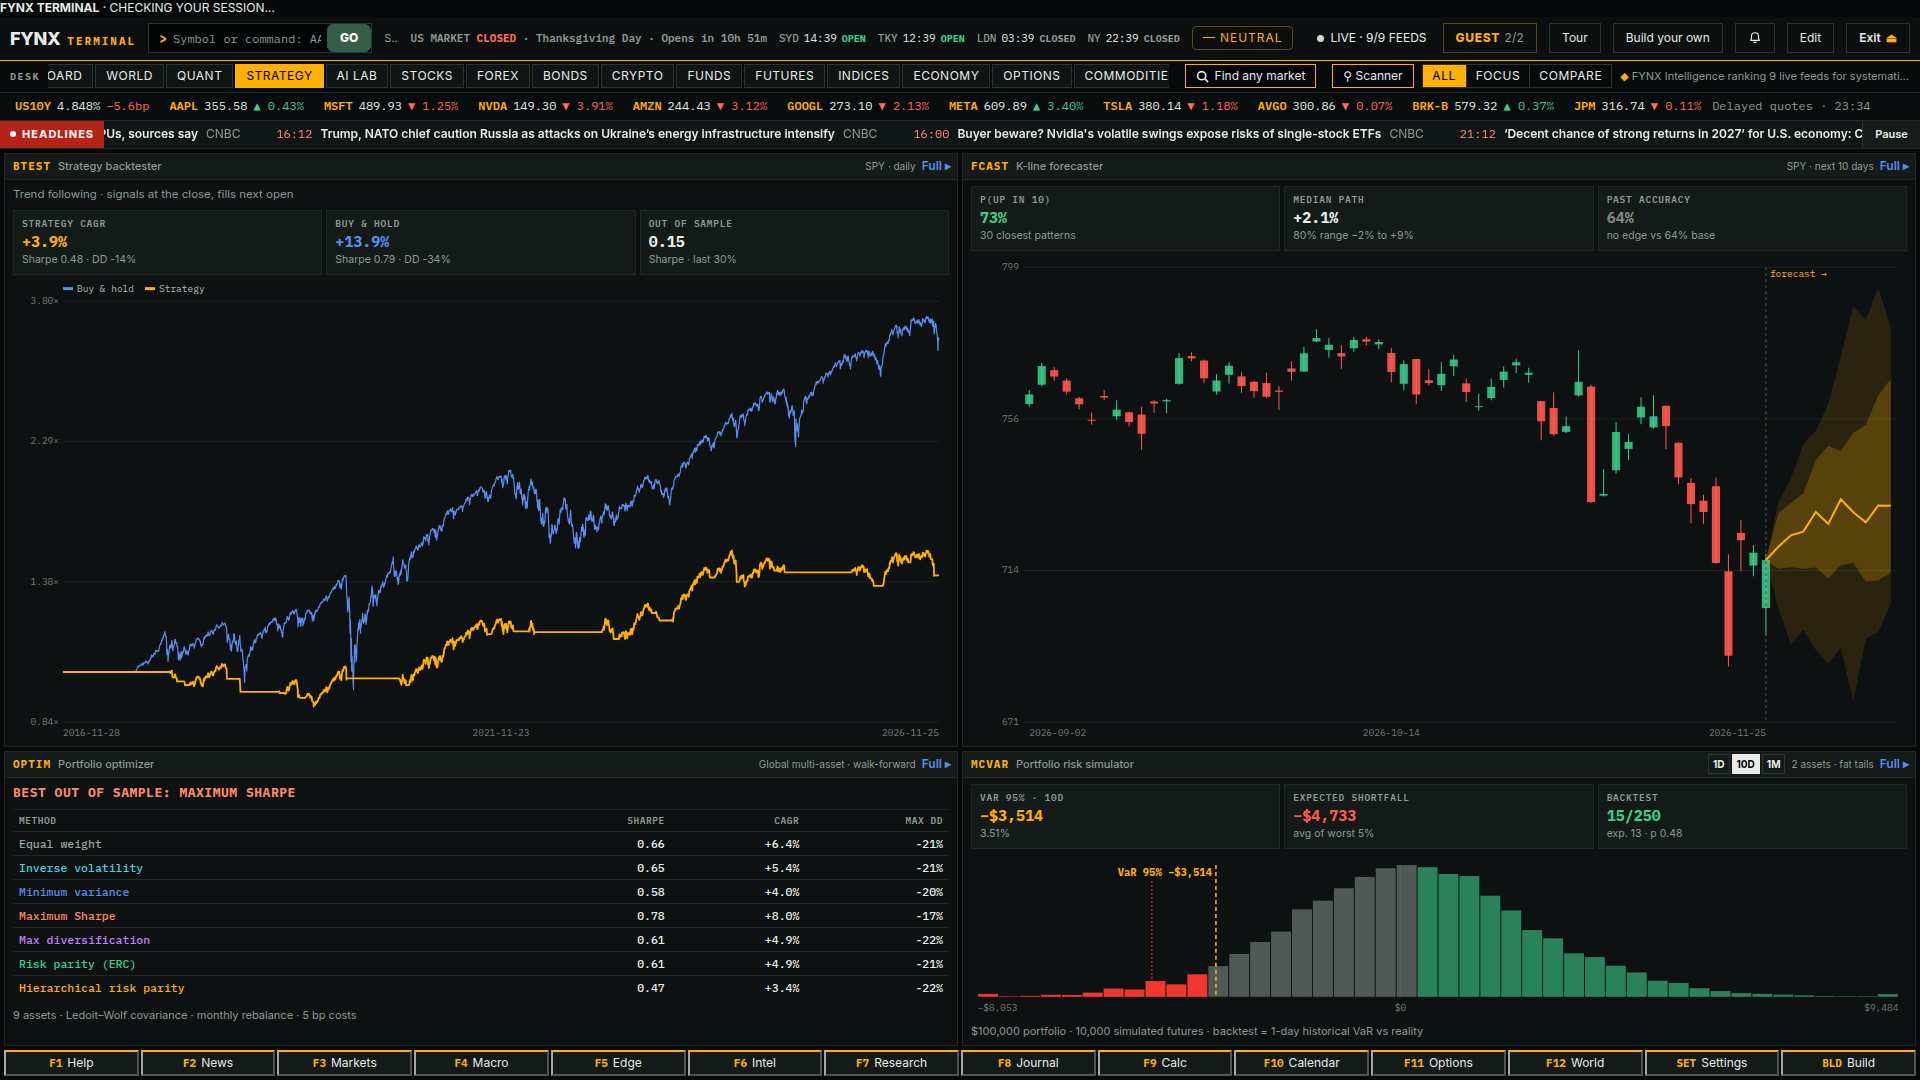 FYNX TERMINAL · CHECKING YOUR SESSION...
FYNX TERMINAL
> Symbol or command: AA
GO
S... US MARKET CLOSED · Thanksgiving Day · Opens in 10h 51m
SYD 14:39 OPEN TKY 12:39 OPEN LDN 03:39 CLOSED NY 22:39 CLOSED
— NEUTRAL
LIVE · 9/9 FEEDS
GUEST 2/2
Tour
Build your own
Edit
Exit ⏏
DESK OARD WORLD QUANT STRATEGY AI LAB STOCKS FOREX BONDS CRYPTO FUNDS FUTURES INDICES ECONOMY OPTIONS COMMODITIE
Find any market
Scanner
ALL FOCUS COMPARE
◆ FYNX Intelligence ranking 9 live feeds for systemati...
US10Y 4.848% −5.6bp AAPL 355.58 ▲ 0.43% MSFT 489.93 ▼ 1.25% NVDA 149.30 ▼ 3.91% AMZN 244.43 ▼ 3.12% GOOGL 273.10 ▼ 2.13% META 609.89 ▲ 3.40% TSLA 380.14 ▼ 1.18% AVGO 300.86 ▼ 0.07% BRK-B 579.32 ▲ 0.37% JPM 316.74 ▼ 0.11% Delayed quotes · 23:34
HEADLINES PUs, sources say CNBC 16:12 Trump, NATO chief caution Russia as attacks on Ukraine’s energy infrastructure intensify CNBC 16:00 Buyer beware? Nvidia's volatile swings expose risks of single-stock ETFs CNBC 21:12 ‘Decent chance of strong returns in 2027’ for U.S. economy: C Pause
BTEST Strategy backtester SPY · daily Full ▸
Trend following · signals at the close, fills next open
STRATEGY CAGR
+3.9%
Sharpe 0.48 · DD -14%
BUY & HOLD
+13.9%
Sharpe 0.79 · DD -34%
OUT OF SAMPLE
0.15
Sharpe · last 30%
Buy & hold Strategy
3.80×
2.29×
1.38×
0.84×
2016-11-28 2021-11-23 2026-11-25
FCAST K-line forecaster SPY · next 10 days Full ▸
P(UP IN 10)
73%
30 closest patterns
MEDIAN PATH
+2.1%
80% range −2% to +9%
PAST ACCURACY
64%
no edge vs 64% base
799
forecast →
756
714
671
2026-09-02 2026-10-14 2026-11-25
OPTIM Portfolio optimizer Global multi-asset · walk-forward Full ▸
BEST OUT OF SAMPLE: MAXIMUM SHARPE
METHOD SHARPE CAGR MAX DD
Equal weight 0.66 +6.4% -21%
Inverse volatility 0.65 +5.4% -21%
Minimum variance 0.58 +4.0% -20%
Maximum Sharpe 0.78 +8.0% -17%
Max diversification 0.61 +4.9% -22%
Risk parity (ERC) 0.61 +4.9% -21%
Hierarchical risk parity 0.47 +3.4% -22%
9 assets · Ledoit–Wolf covariance · monthly rebalance · 5 bp costs
MCVAR Portfolio risk simulator 1D 10D 1M 2 assets · fat tails Full ▸
VAR 95% · 10D
−$3,514
3.51%
EXPECTED SHORTFALL
−$4,733
avg of worst 5%
BACKTEST
15/250
exp. 13 · p 0.48
VaR 95% −$3,514
−$8,053 $0 $9,484
$100,000 portfolio · 10,000 simulated futures · backtest = 1-day historical VaR vs reality
F1 Help F2 News F3 Markets F4 Macro F5 Edge F6 Intel F7 Research F8 Journal F9 Calc F10 Calendar F11 Options F12 World SET Settings BLD Build